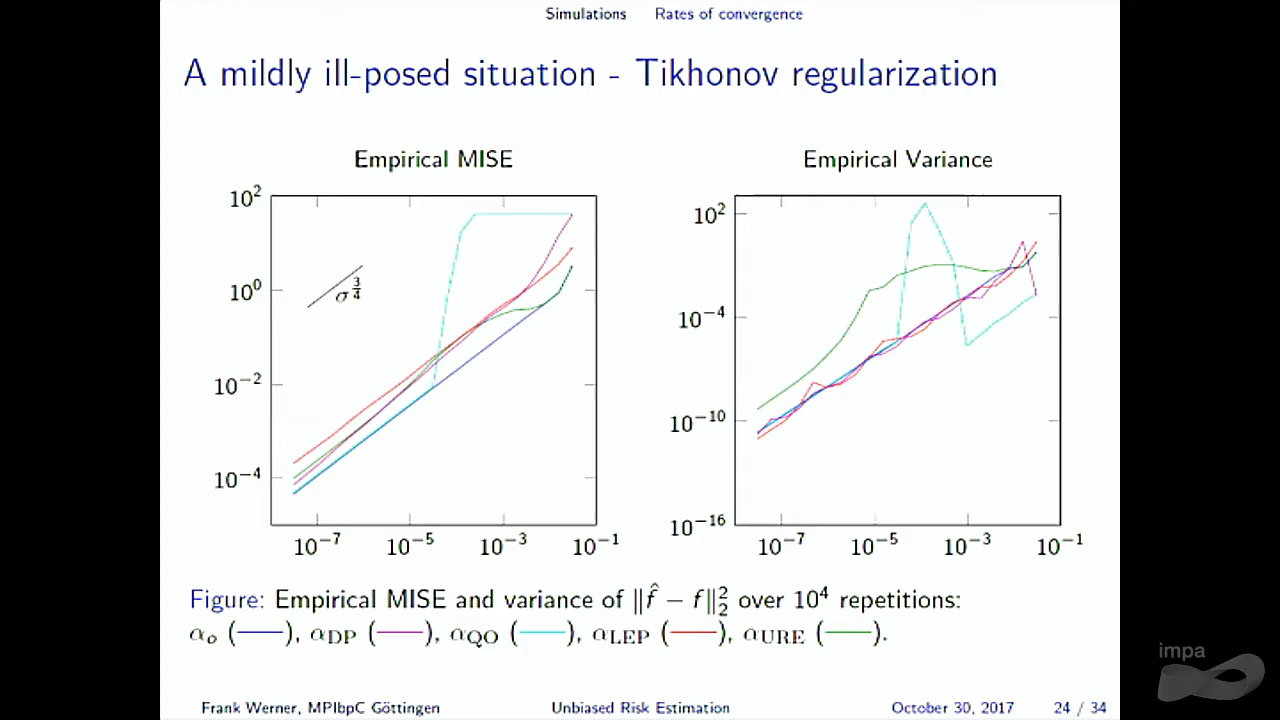 Simulations Rates of convergence
A mildly ill-posed situation - Tikhonov regularization
Empirical MISE
10^2
10^0
10^−2
10^−4
σ^{3/4}
10^−7 10^−5 10^−3 10^−1
Empirical Variance
10^2
10^−4
10^−10
10^−16
10^−7 10^−5 10^−3 10^−1
Figure: Empirical MISE and variance of ‖f̂ − f‖₂² over 10^4 repetitions:
α_o (—), α_DP (—), α_QO (—), α_LEP (—), α_URE (—).
Frank Werner, MPIbpC Göttingen Unbiased Risk Estimation October 30, 2017 24 / 34
impa